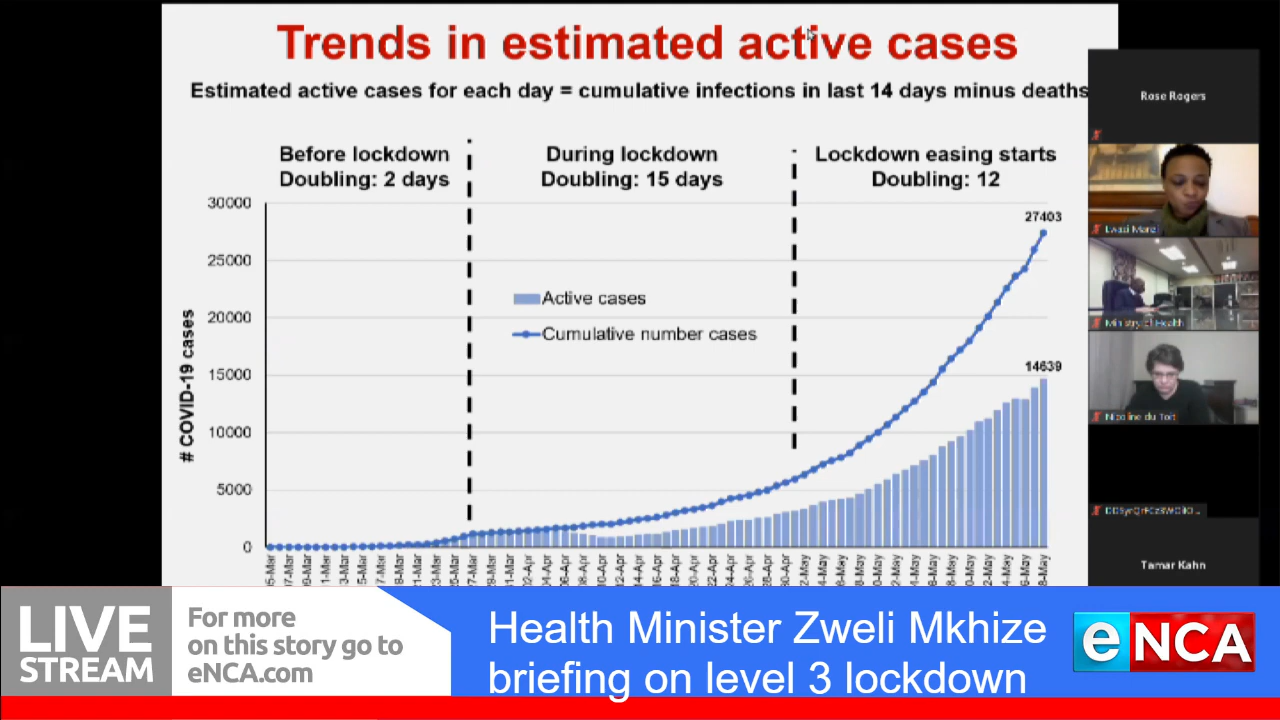 Trends in estimated active cases
Estimated active cases for each day = cumulative infections in last 14 days minus deaths
Before lockdown
Doubling: 2 days
During lockdown
Doubling: 15 days
Lockdown easing starts
Doubling: 12
30000
25000
20000
15000
10000
5000
0
# COVID-19 cases
Active cases
Cumulative number cases
27403
14639
Rose Rogers
Ministry of Health
Nicoline du Toit
Tamar Kahn
LIVE
STREAM
For more
on this story go to
eNCA.com
Health Minister Zweli Mkhize
briefing on level 3 lockdown
eNCA